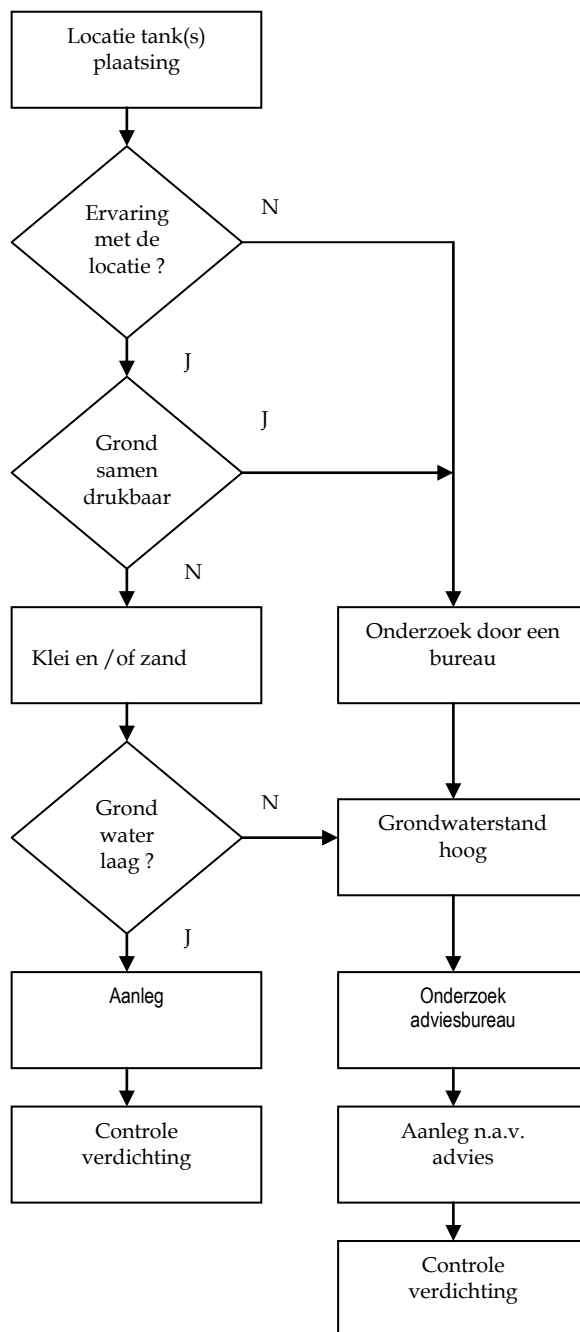 Locatie tank(s)
plaatsing
Ervaring
met de
locatie ?
N
J
Grond
samen
drukbaar
J
N
Klei en /of zand
Onderzoek door een
bureau
Grond
water
laag ?
N
Grondwaterstand
hoog
J
Aanleg
Onderzoek
adviesbureau
Controle
verdichting
Aanleg n.a.v.
advies
Controle
verdichting